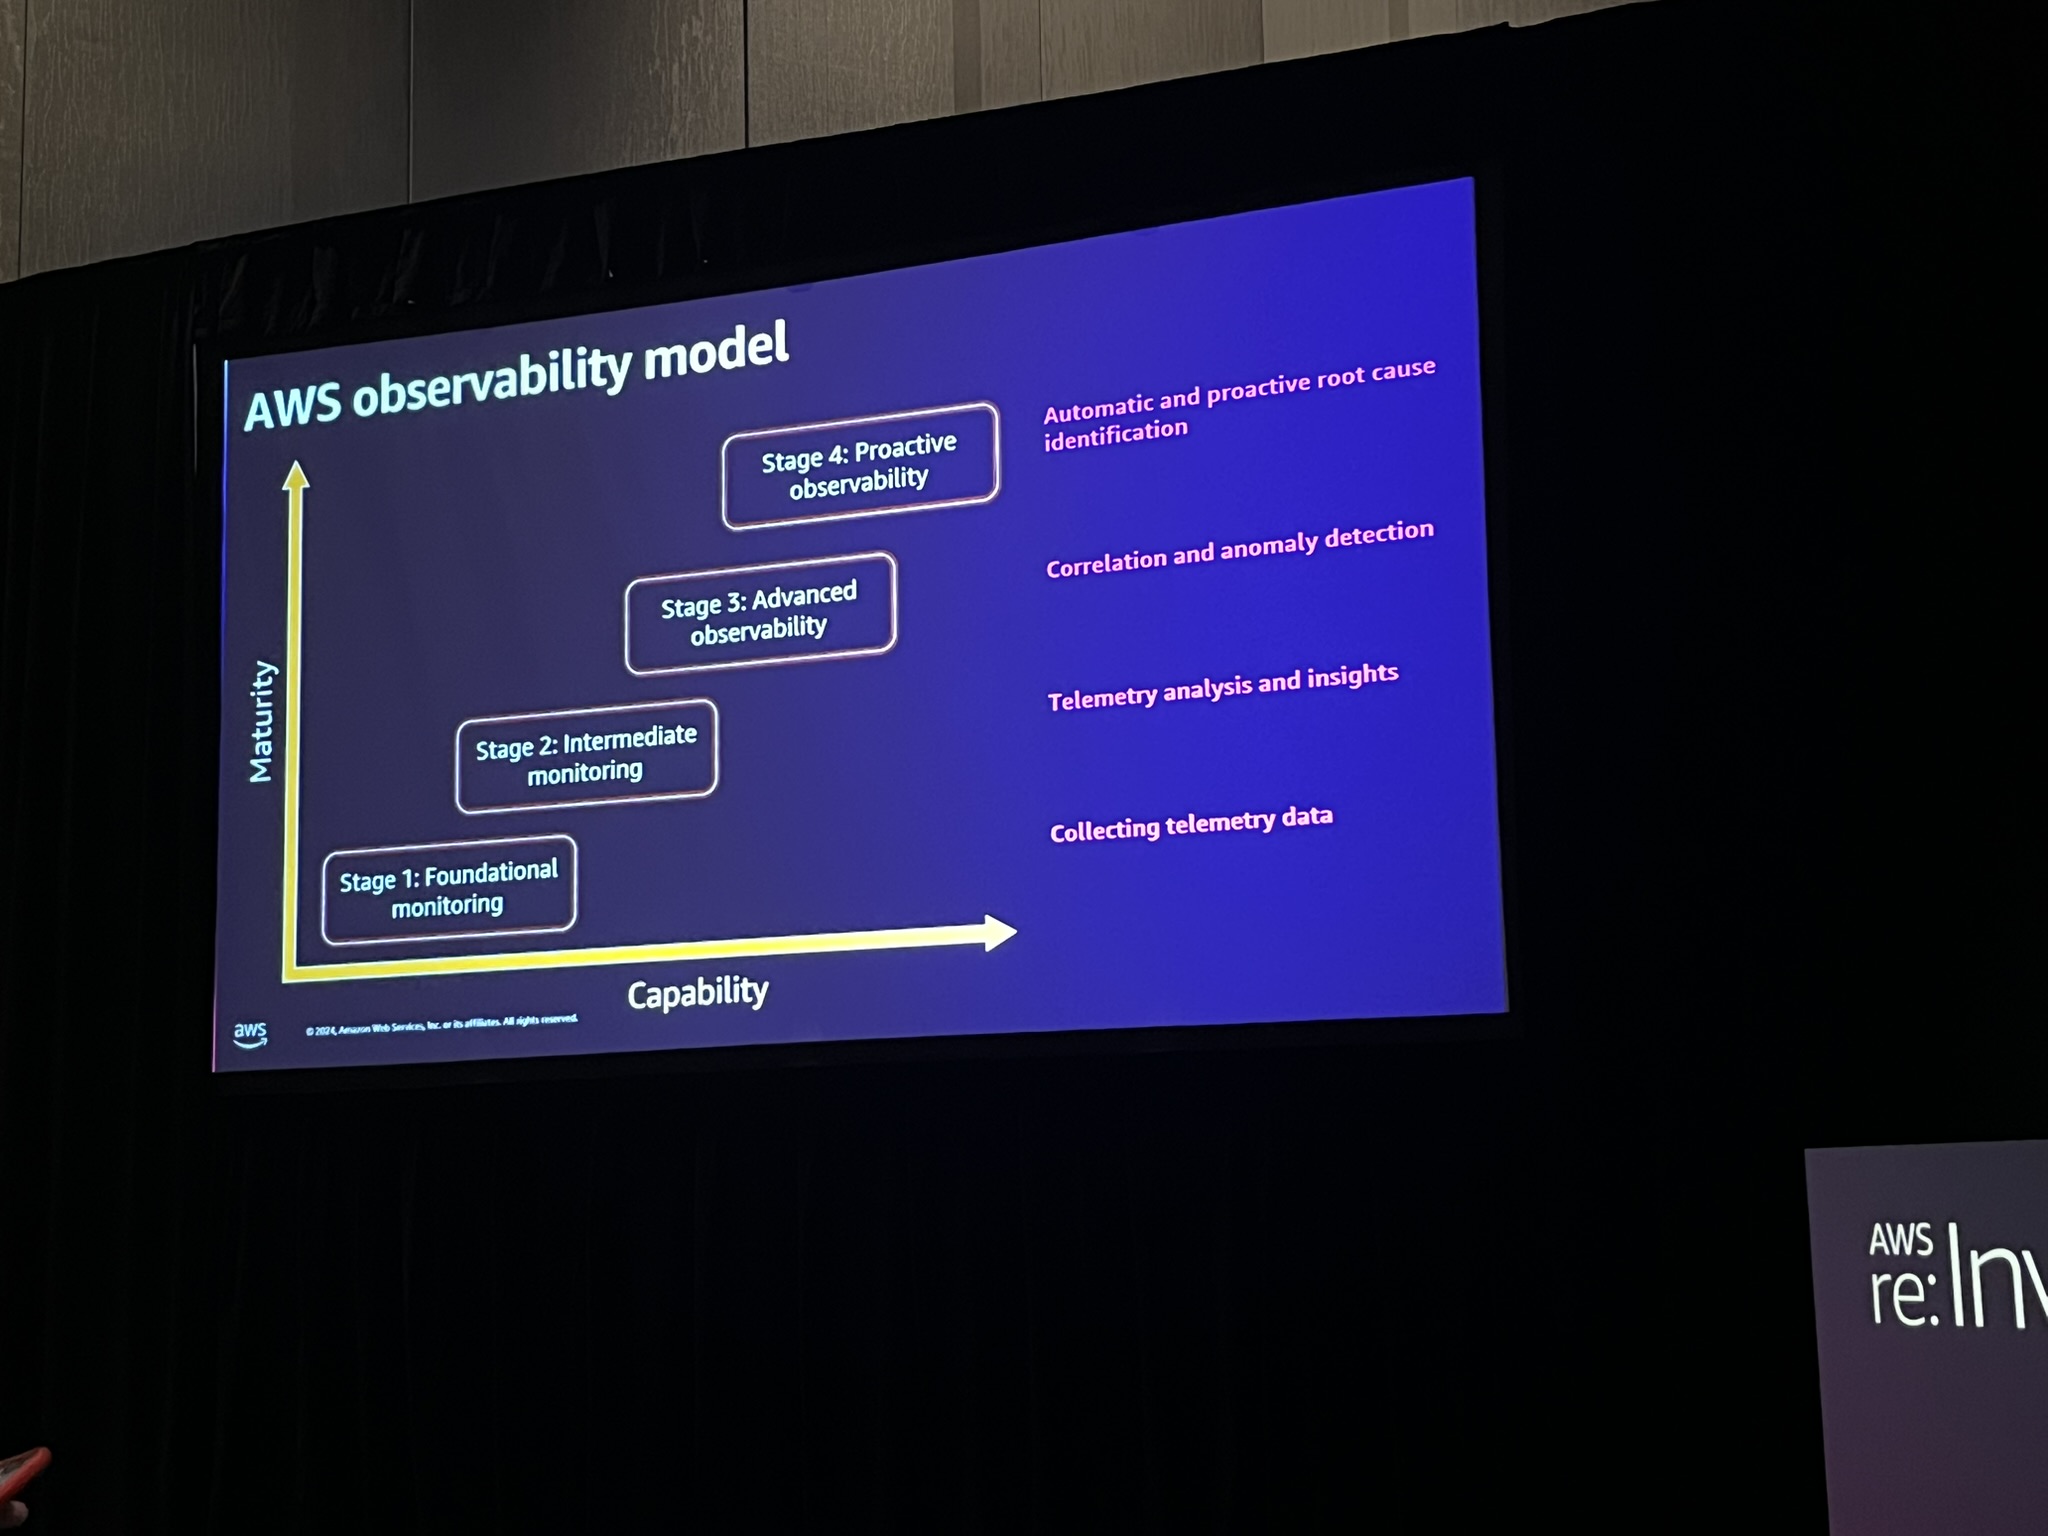 AWS observability model
Automatic and proactive root cause
identification
Stage 4: Proactive
observability
Correlation and anomaly detection
Stage 3: Advanced
observability
Telemetry analysis and insights
Stage 2: Intermediate
monitoring
Collecting telemetry data
Stage 1: Foundational
monitoring
Maturity
Capability
aws
© 2024, Amazon Web Services, Inc. or its affiliates. All rights reserved.
AWS
re:Inv